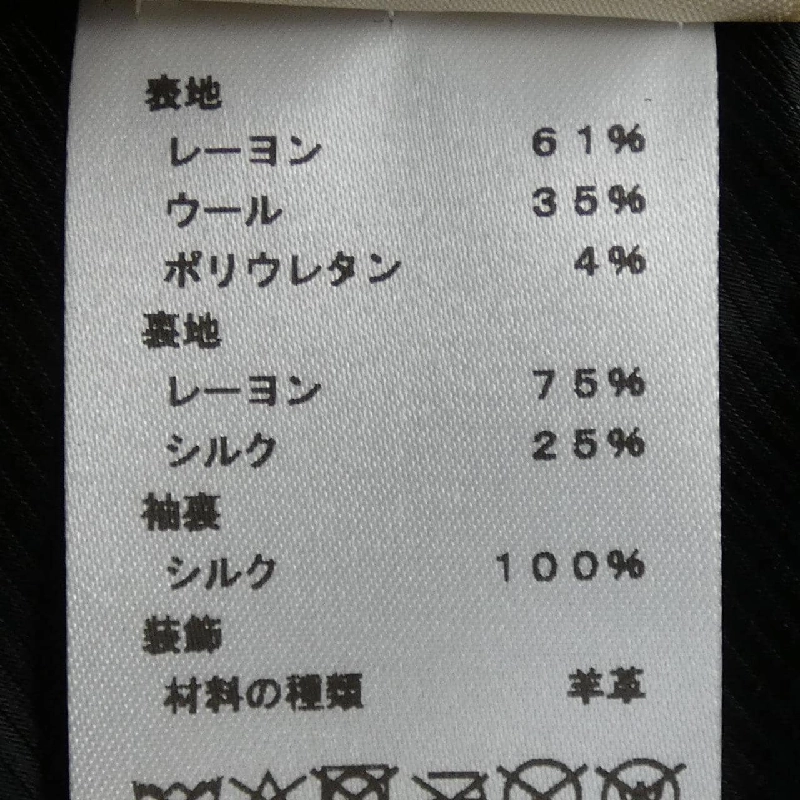 表地
レーヨン 61%
ウール 35%
ポリウレタン 4%
裏地
レーヨン 75%
シルク 25%
袖裏
シルク 100%
装飾
材料の種類 羊革